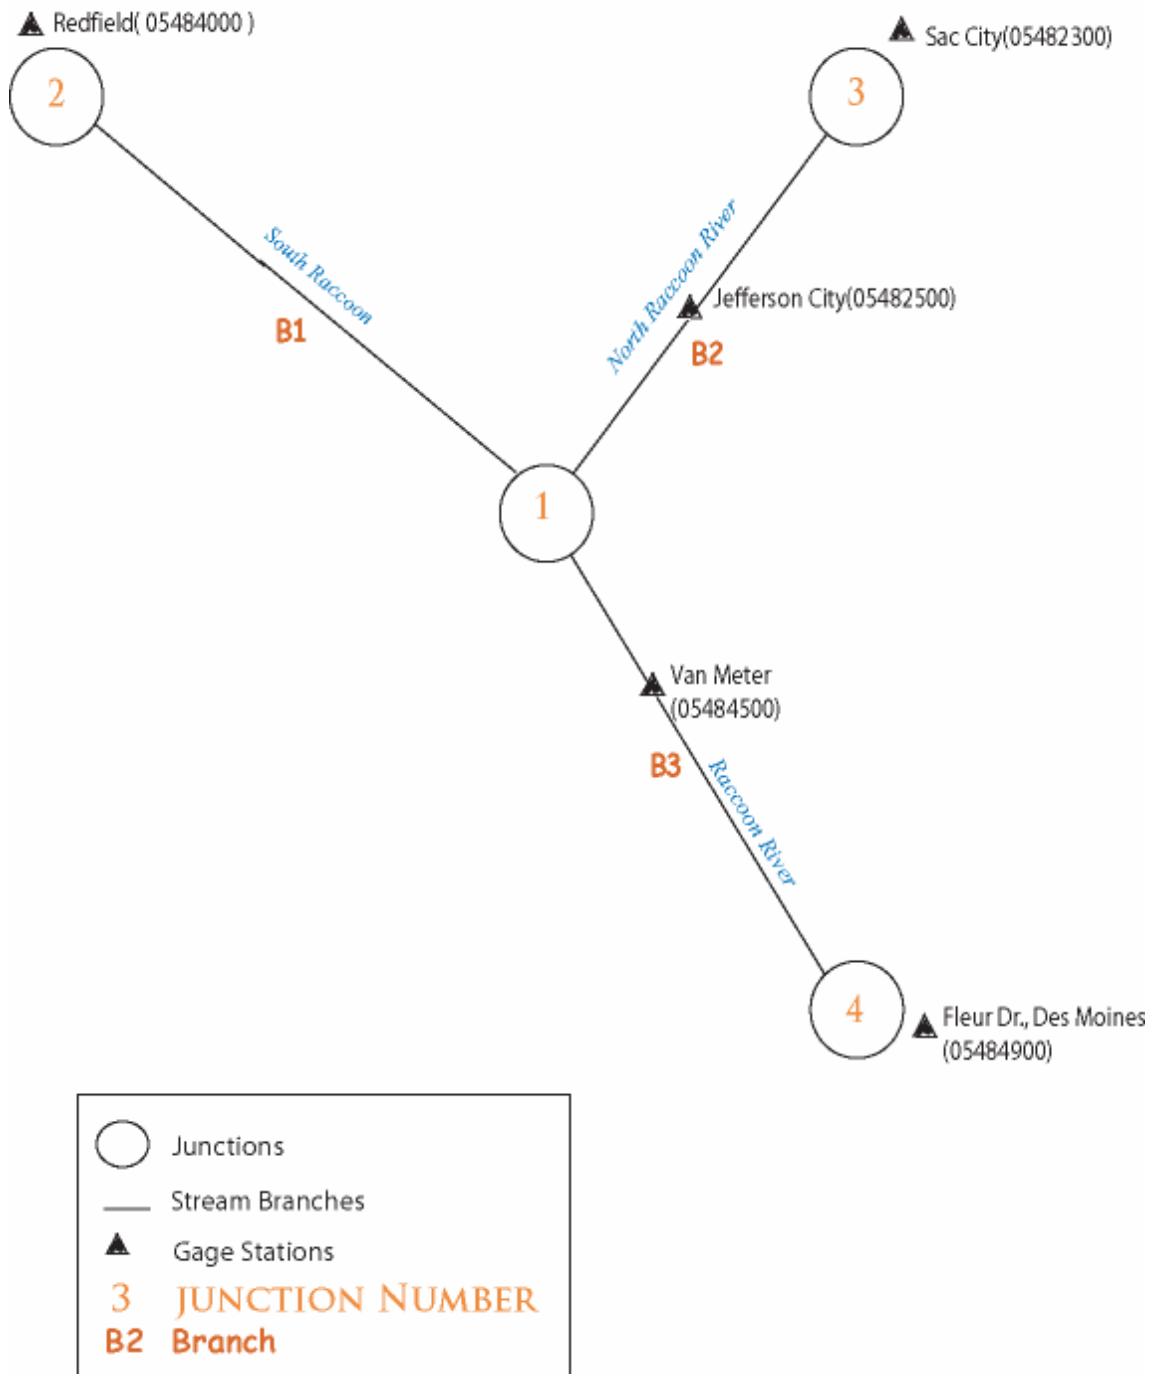 Redfield( 05484000 )
Sac City(05482300)
2
3
South Raccoon
North Raccoon River
Jefferson City(05482500)
B1
B2
1
Van Meter
(05484500)
B3
Raccoon River
4
Fleur Dr., Des Moines
(05484900)
Junctions
Stream Branches
Gage Stations
3 JUNCTION NUMBER
B2 Branch